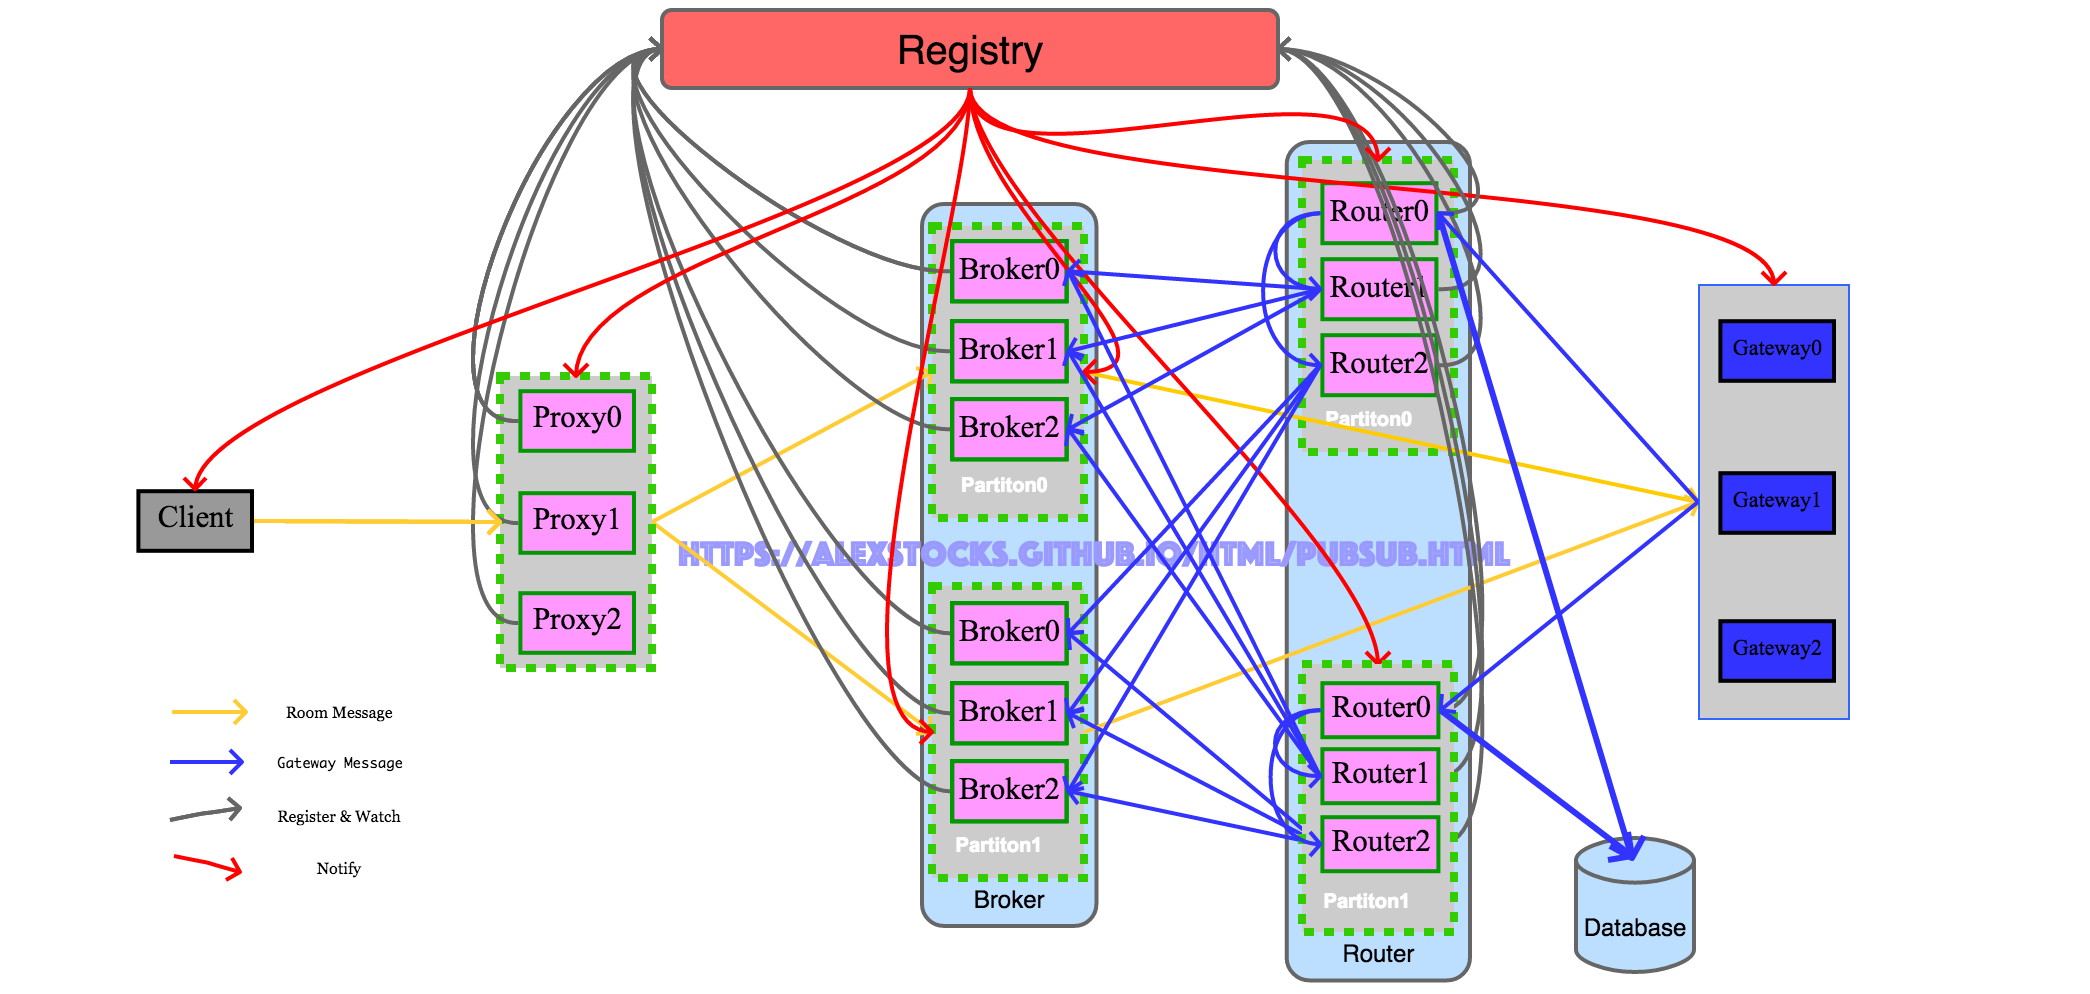 Registry
Router0
Router1
Router2
Partiton0
Broker0
Broker1
Broker2
Partiton0
Gateway0
Gateway1
Gateway2
Proxy0
Proxy1
Proxy2
Client
HTTPS://ALEXSTOCKS.GITHUB.IO/HTML/PUBSUB.HTML
Broker0
Broker1
Broker2
Partiton1
Broker
Router0
Router1
Router2
Partiton1
Router
Database
Room Message
Gateway Message
Register & Watch
Notify